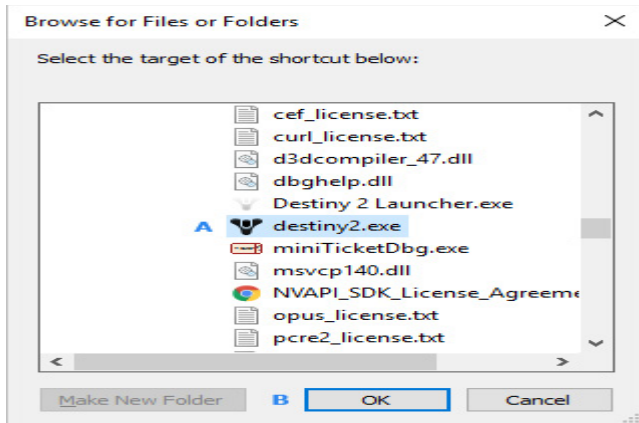 Browse for Files or Folders
Select the target of the shortcut below:
cef_license.txt
curl_license.txt
d3dcompiler_47.dll
dbghelp.dll
Destiny 2 Launcher.exe
A destiny2.exe
miniTicketDbg.exe
msvcp140.dll
NVAPI_SDK_License_Agreeme
opus_license.txt
pcre2_license.txt
Make New Folder B OK Cancel